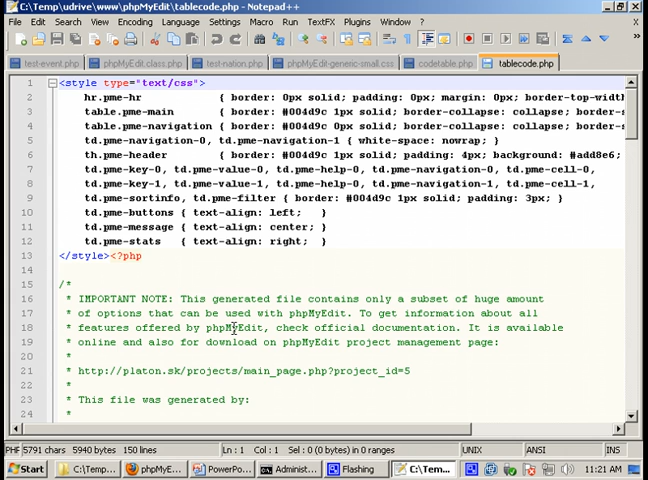 C:\Temp\udrive\www\phpMyEdit\tablecode.php - Notepad++
File Edit Search View Encoding Language Settings Macro Run TextFX Plugins Window ?
test-event.php phpMyEdit.class.php test-nation.php phpMyEdit-generic-small.css codetable.php tablecode.php
1 <style type="text/css">
2 hr.pme-hr { border: 0px solid; padding: 0px; margin: 0px; border-top-width
3 table.pme-main { border: #004d9c 1px solid; border-collapse: collapse; border-s
4 table.pme-navigation { border: #004d9c 0px solid; border-collapse: collapse; border-s
5 td.pme-navigation-0, td.pme-navigation-1 { white-space: nowrap; }
6 th.pme-header { border: #004d9c 1px solid; padding: 4px; background: #add8e6;
7 td.pme-key-0, td.pme-value-0, td.pme-help-0, td.pme-navigation-0, td.pme-cell-0,
8 td.pme-key-1, td.pme-value-1, td.pme-help-0, td.pme-navigation-1, td.pme-cell-1,
9 td.pme-sortinfo, td.pme-filter { border: #004d9c 1px solid; padding: 3px; }
10 td.pme-buttons { text-align: left; }
11 td.pme-message { text-align: center; }
12 td.pme-stats { text-align: right; }
13 </style><?php
14
15 /*
16 * IMPORTANT NOTE: This generated file contains only a subset of huge amount
17 * of options that can be used with phpMyEdit. To get information about all
18 * features offered by phpMyEdit, check official documentation. It is available
19 * online and also for download on phpMyEdit project management page:
20 *
21 * http://platon.sk/projects/main_page.php?project_id=5
22 *
23 * This file was generated by:
24 *
PHF 5791 chars 5940 bytes 150 lines Ln : 1 Col : 1 Sel : 0 (0 bytes) in 0 ranges UNIX ANSI INS
Start C:\Temp... phpMyE... PowerPo... Administ... Flashing C:\Tem... 11:21 AM